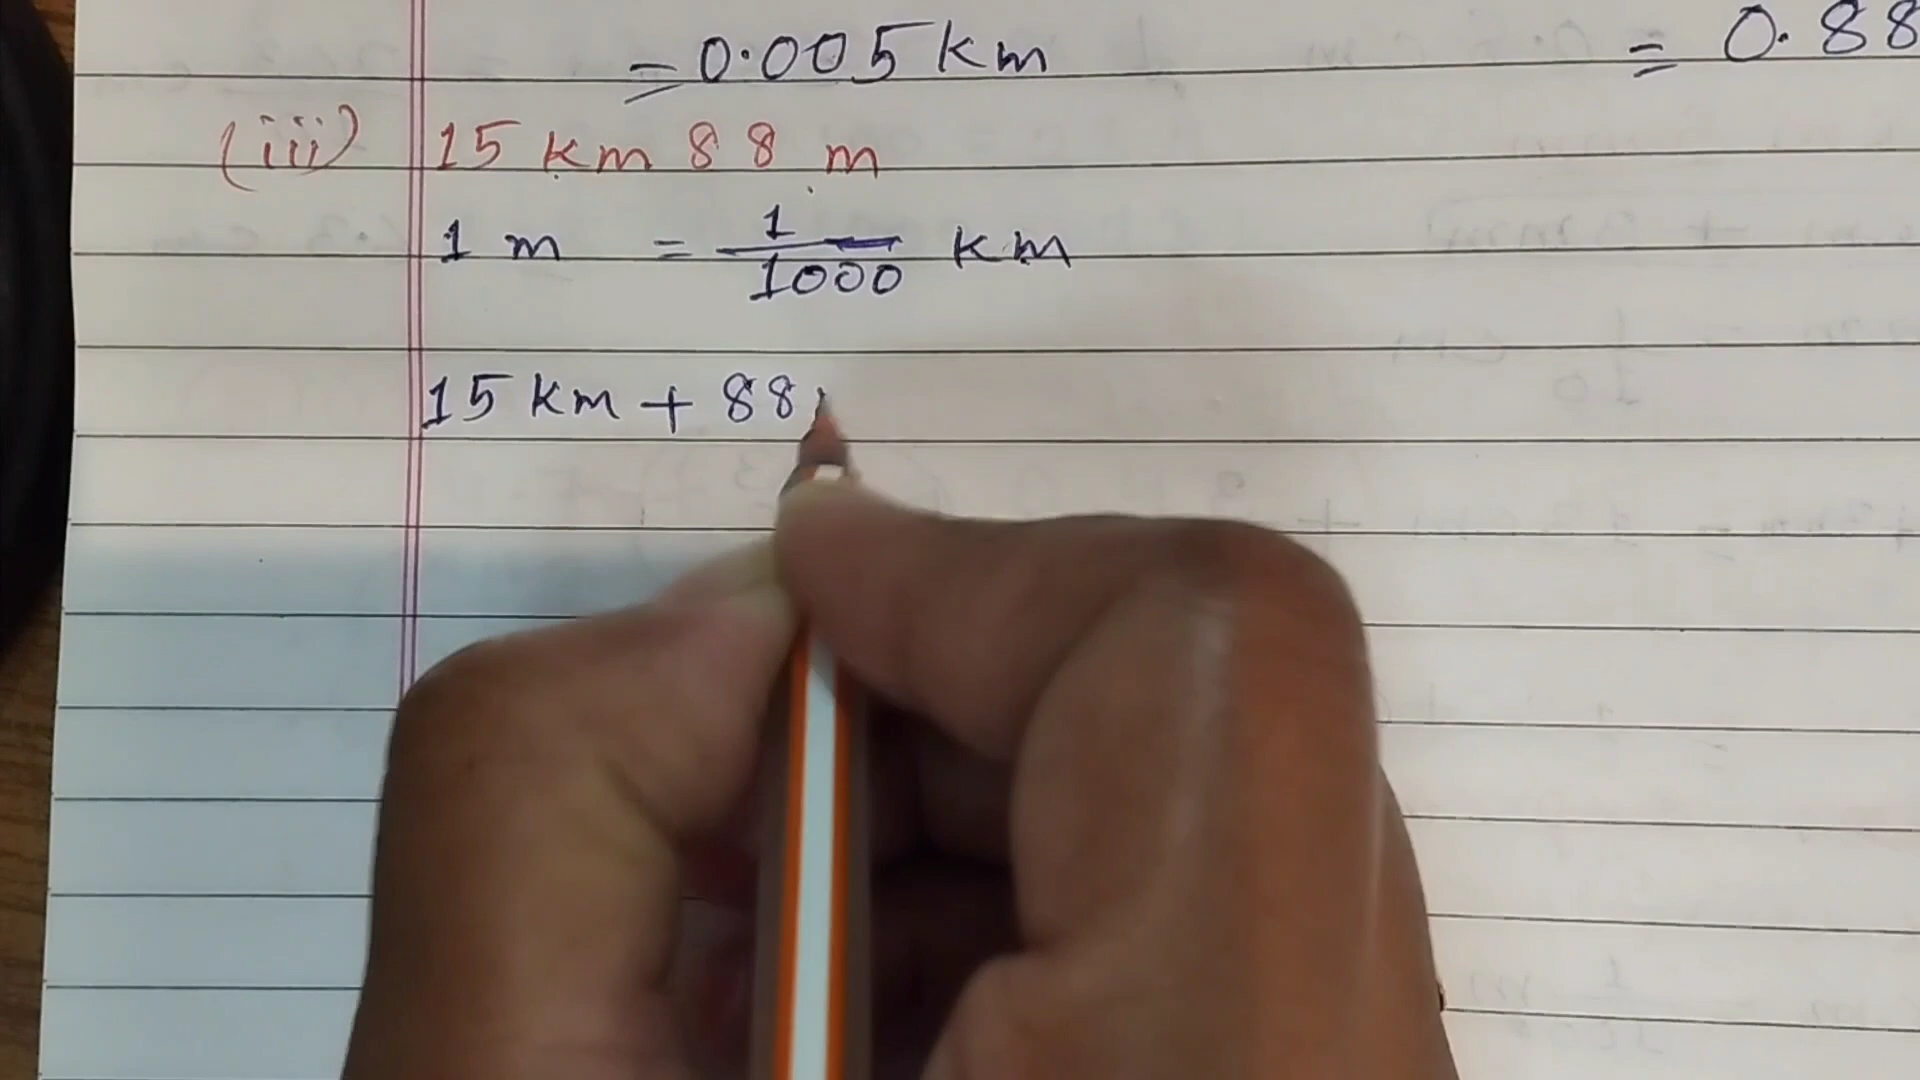 = 0.005 km
= 0.88
(iii) 15 km 88 m
1 m = 1/1000 km
15 km + 88